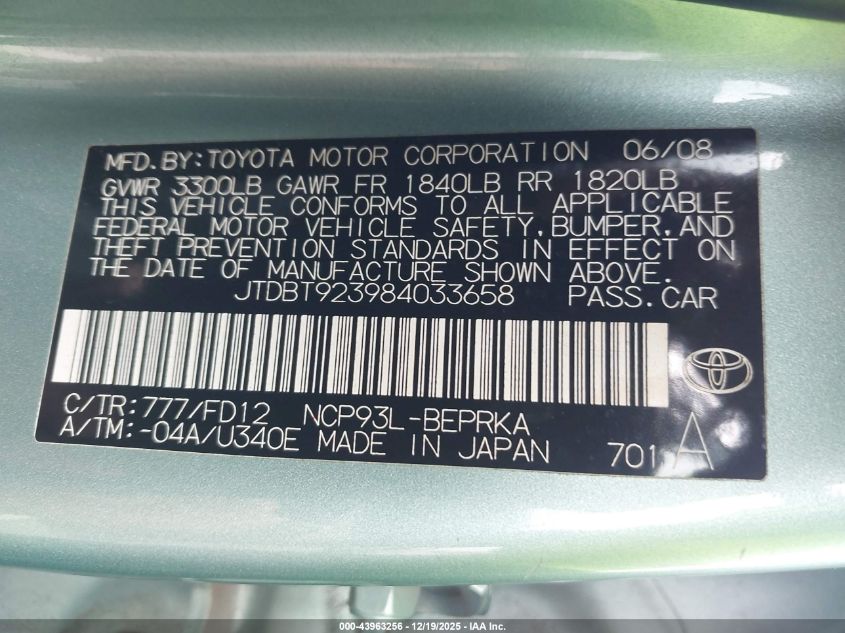 MFD.BY:TOYOTA MOTOR CORPORATION 06/08
GVWR 3300LB GAWR FR 1840LB RR 1820LB
THIS VEHICLE CONFORMS TO ALL APPLICABLE
FEDERAL MOTOR VEHICLE SAFETY,BUMPER,AND
THEFT PREVENTION STANDARDS IN EFFECT ON
THE DATE OF MANUFACTURE SHOWN ABOVE.
JTDBT923984033658 PASS.CAR
C/TR:777/FD12 NCP93L-BEPRKA
A/TM:-04A/U340E MADE IN JAPAN 701 A
000-43963256 - 12/19/2025 - IAA Inc.